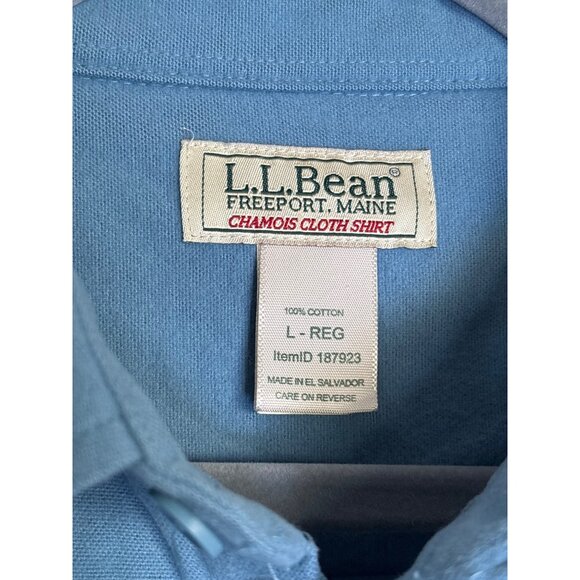 L.L.Bean®
FREEPORT, MAINE
CHAMOIS CLOTH SHIRT
100% COTTON
L - REG
ItemID 187923
MADE IN EL SALVADOR
CARE ON REVERSE